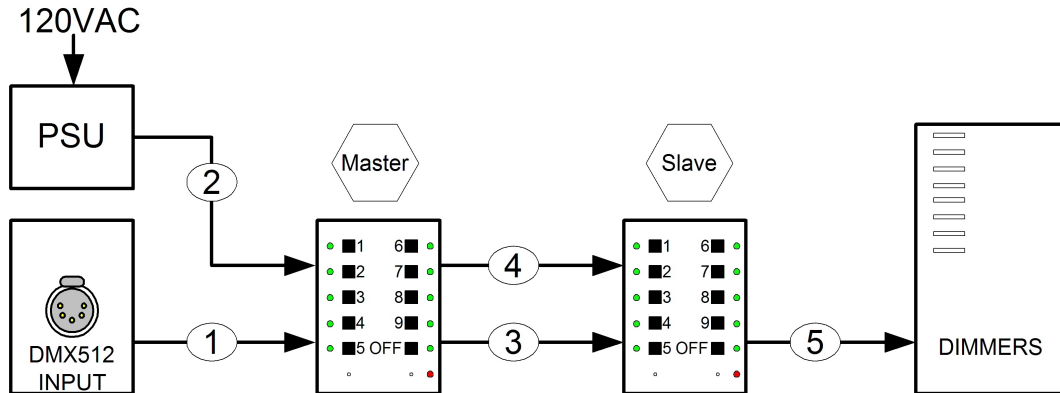 120VAC
PSU
2
Master
Slave
DMX512
INPUT
1
1 6
2 7
3 8
4 9
5 OFF
4
3
1 6
2 7
3 8
4 9
5 OFF
5
DIMMERS